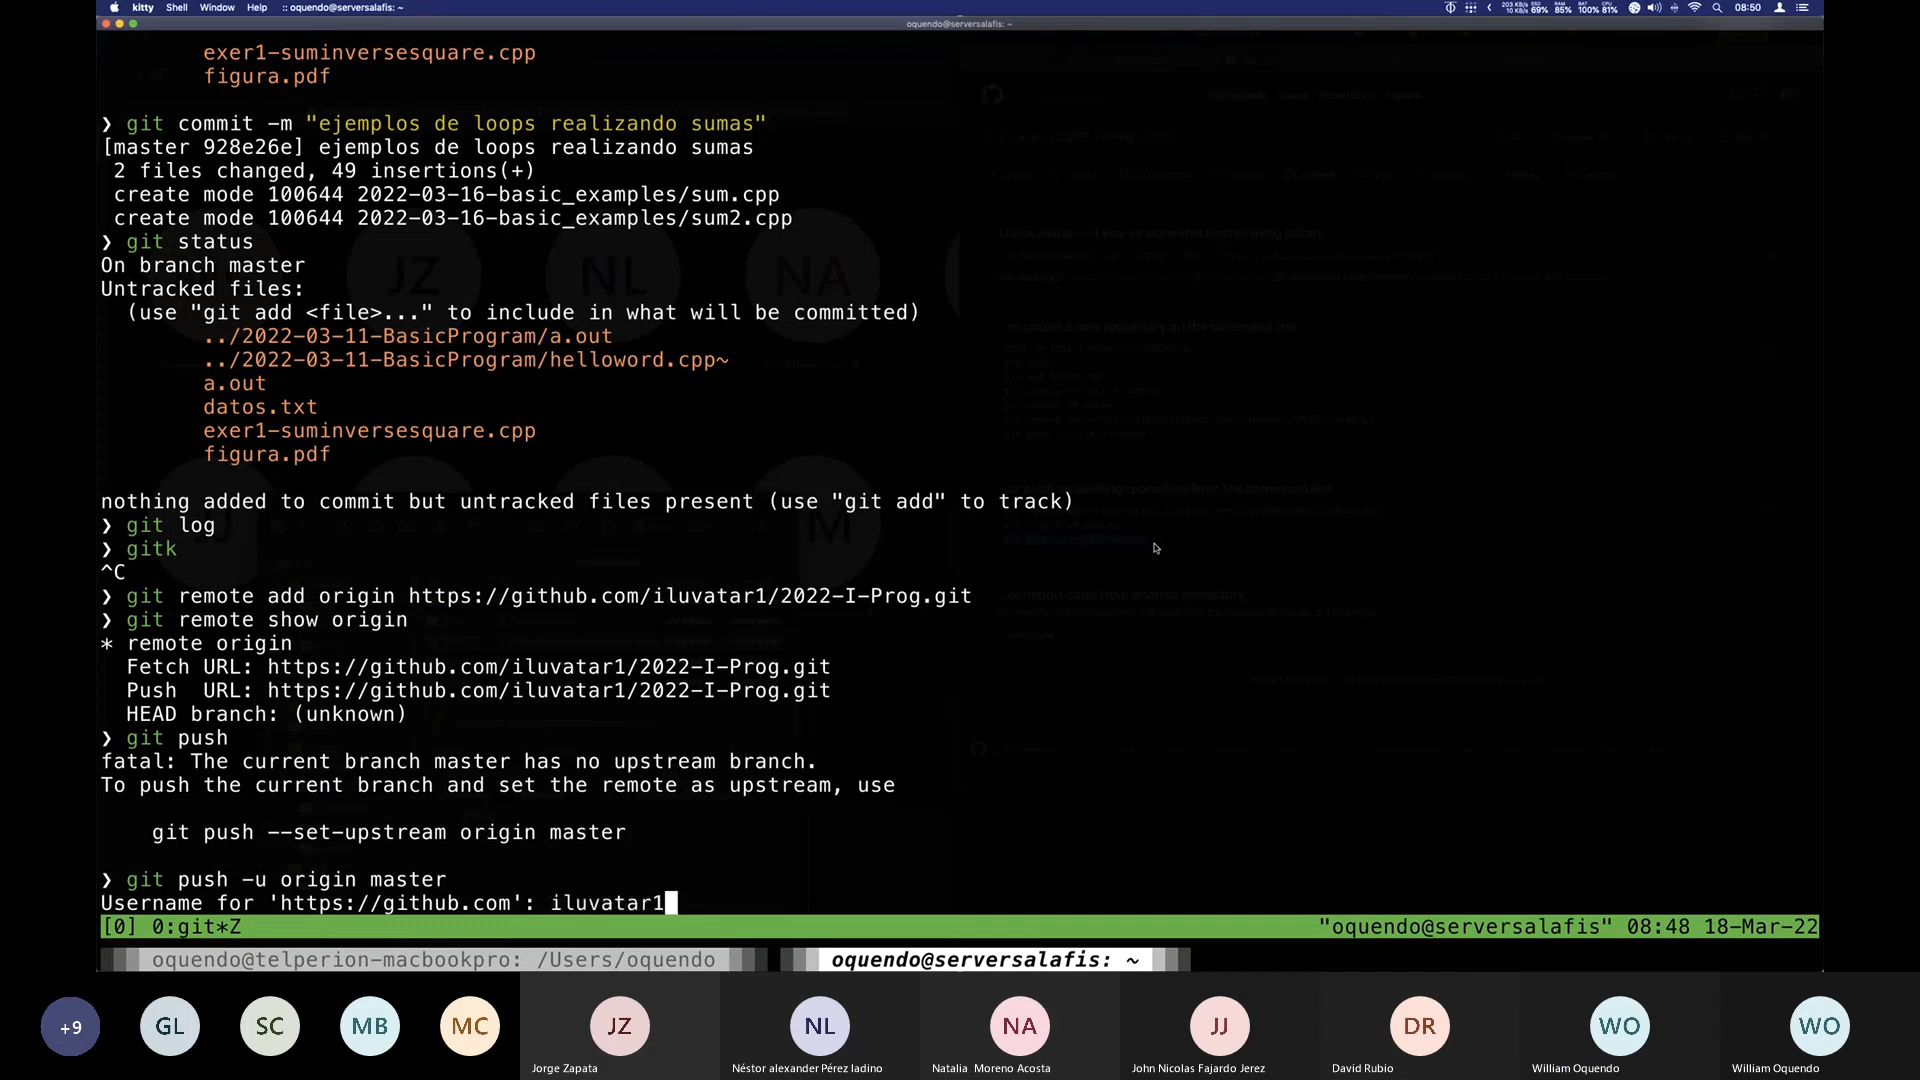 kitty Shell Window Help :: oquendo@serversalafis: ~
203 KB/s 10 KB/s SSD 69% RAM 85% BAT 100% CPU 81% 08:50
oquendo@serversalafis: ~
exer1-suminversesquare.cpp
figura.pdf
❯ git commit -m "ejemplos de loops realizando sumas"
[master 928e26e] ejemplos de loops realizando sumas
2 files changed, 49 insertions(+)
create mode 100644 2022-03-16-basic_examples/sum.cpp
create mode 100644 2022-03-16-basic_examples/sum2.cpp
❯ git status
On branch master
Untracked files:
(use "git add <file>..." to include in what will be committed)
../2022-03-11-BasicProgram/a.out
../2022-03-11-BasicProgram/helloword.cpp~
a.out
datos.txt
exer1-suminversesquare.cpp
figura.pdf
nothing added to commit but untracked files present (use "git add" to track)
❯ git log
❯ gitk
^C
❯ git remote add origin https://github.com/iluvatar1/2022-I-Prog.git
❯ git remote show origin
* remote origin
Fetch URL: https://github.com/iluvatar1/2022-I-Prog.git
Push  URL: https://github.com/iluvatar1/2022-I-Prog.git
HEAD branch: (unknown)
❯ git push
fatal: The current branch master has no upstream branch.
To push the current branch and set the remote as upstream, use
git push --set-upstream origin master
❯ git push -u origin master
Username for 'https://github.com': iluvatar1
[0] 0:git*Z "oquendo@serversalafis" 08:48 18-Mar-22
oquendo@telperion-macbookpro: /Users/oquendo oquendo@serversalafis: ~
+9 GL SC MB MC JZ NL NA JJ DR WO WO
Jorge Zapata Néstor alexander Pérez ladino Natalia Moreno Acosta John Nicolas Fajardo Jerez David Rubio William Oquendo William Oquendo